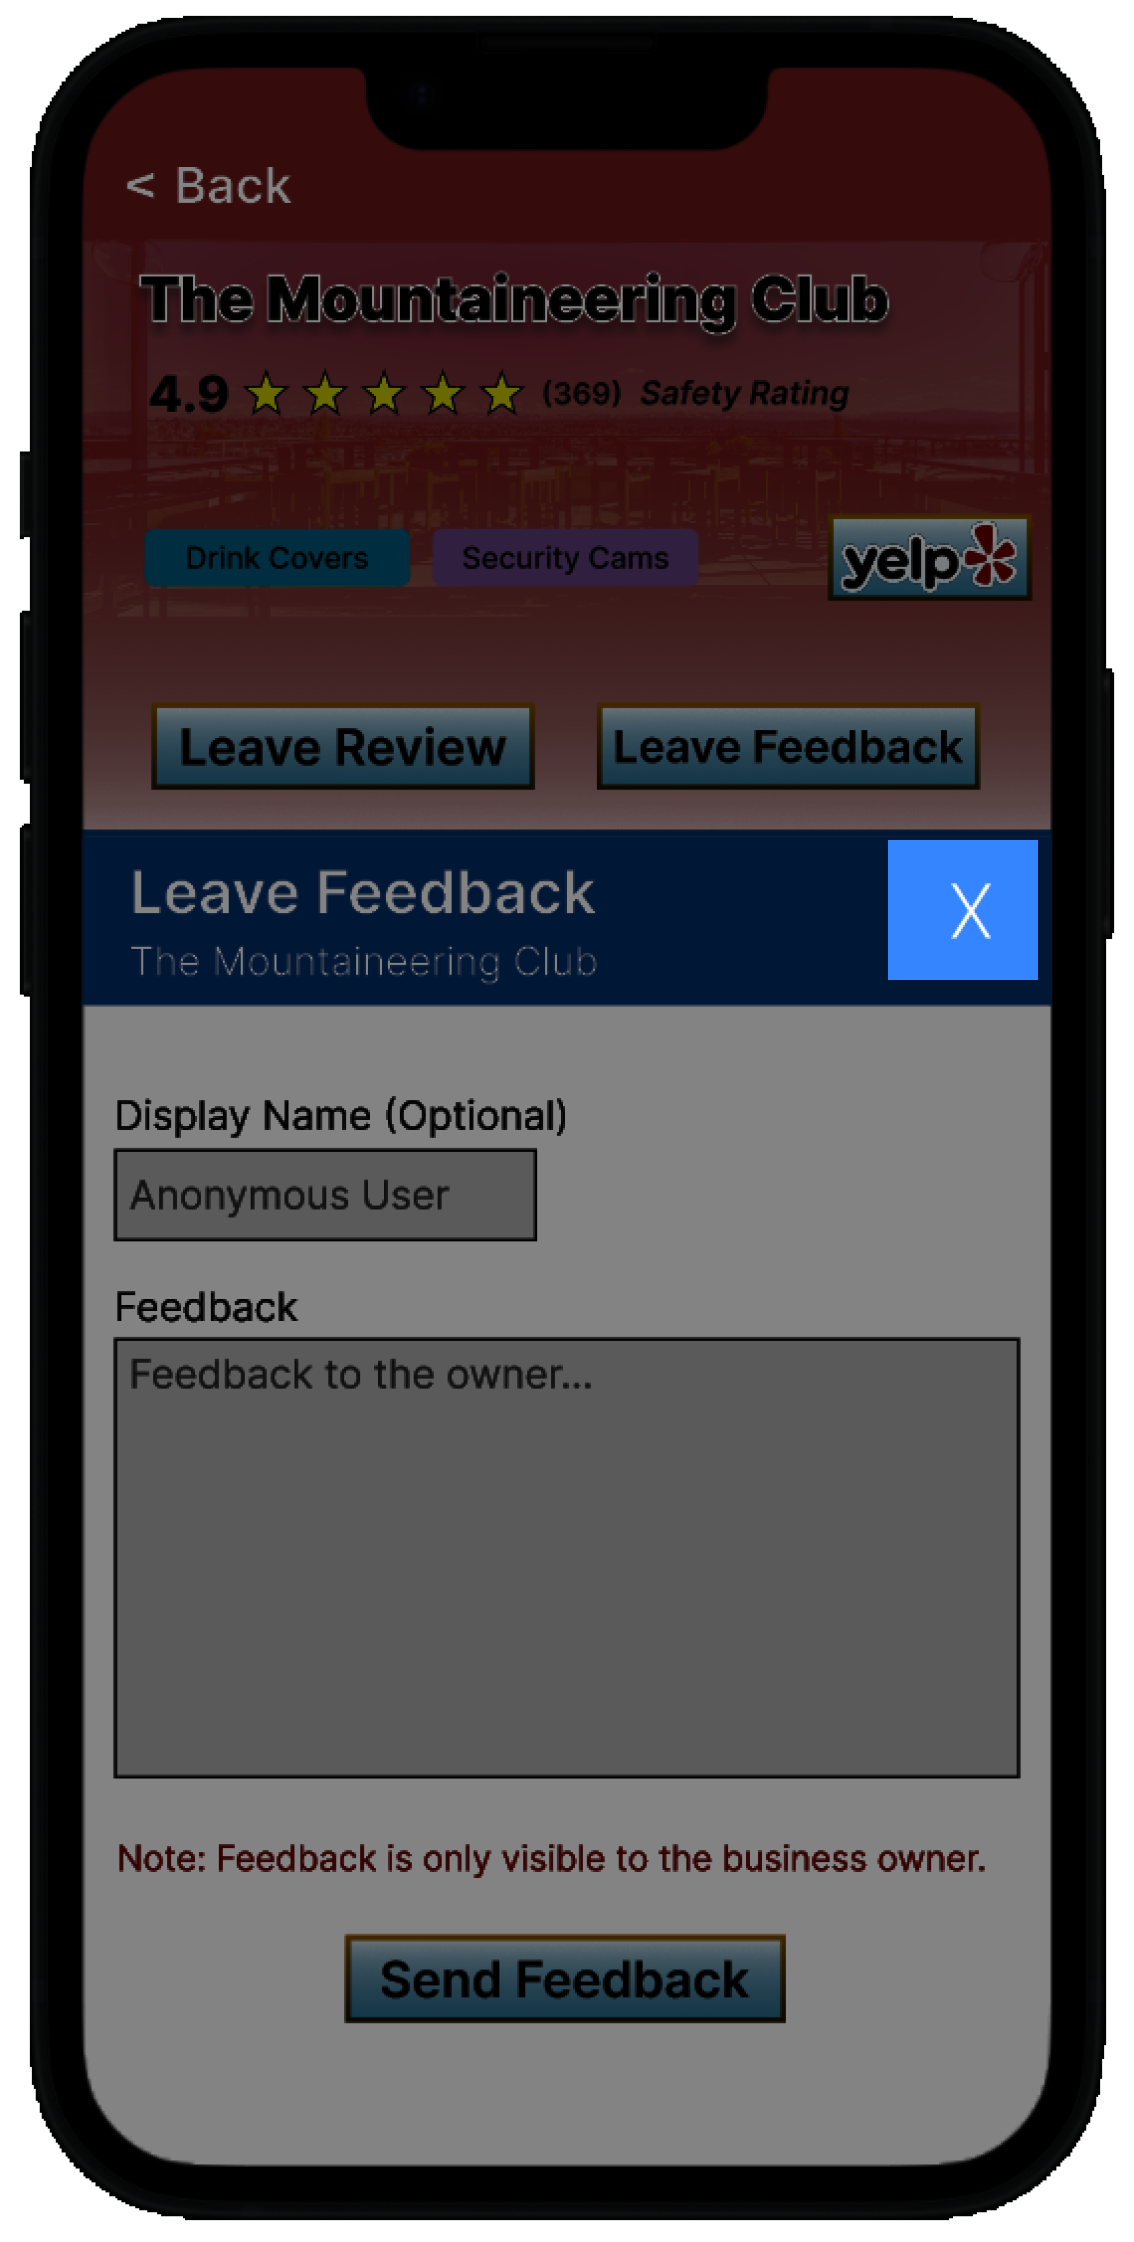 < Back
The Mountaineering Club
4.9 (369) Safety Rating
Drink Covers Security Cams yelp
Leave Review Leave Feedback
Leave Feedback X
The Mountaineering Club
Display Name (Optional)
Anonymous User
Feedback
Feedback to the owner...
Note: Feedback is only visible to the business owner.
Send Feedback